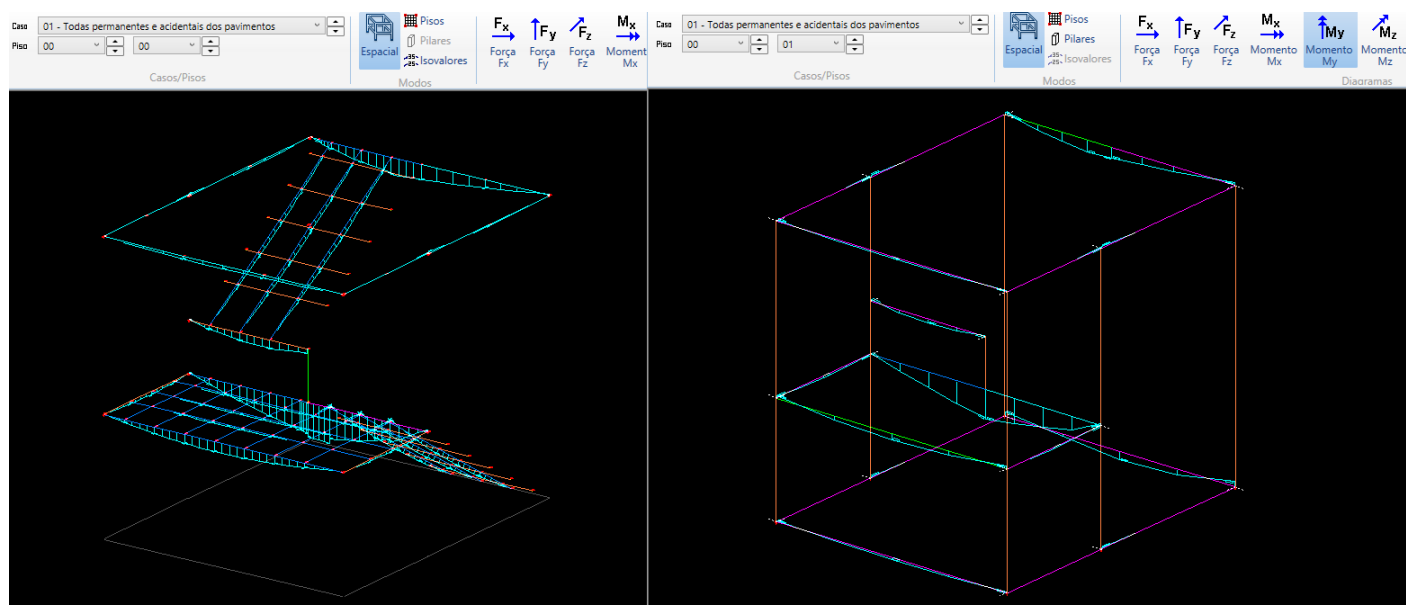 Caso 01 - Todas permanentes e acidentais dos pavimentos
Piso 00 00
Casos/Pisos
Espacial
Pisos
Pilares
Isovalores
Modos
Fx Fy Fz Mx
Força Fx
Força Fy
Força Fz
Moment Mx
Caso 01 - Todas permanentes e acidentais dos pavimentos
Piso 00 01
Casos/Pisos
Espacial
Pisos
Pilares
Isovalores
Modos
Fx Fy Fz Mx My Mz
Força Fx
Força Fy
Força Fz
Momento Mx
Momento My
Momento Mz
Diagramas